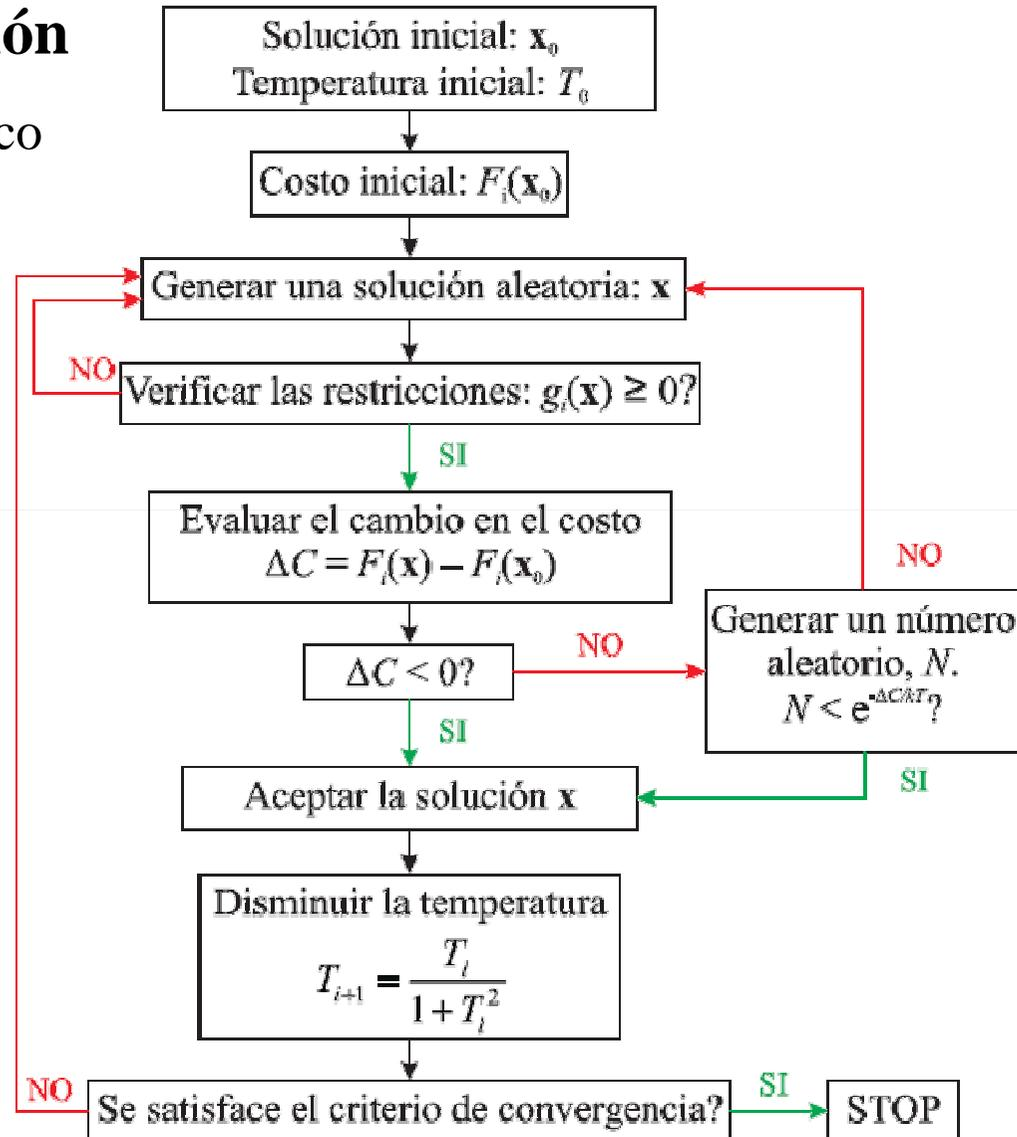 ón
co
Solución inicial: x₀
Temperatura inicial: T₀
Costo inicial: Fᵢ(x₀)
Generar una solución aleatoria: x
NO
Verificar las restricciones: gᵢ(x) ≥ 0?
SI
Evaluar el cambio en el costo
ΔC = Fᵢ(x) – Fᵢ(x₀)
NO
Generar un número
aleatorio, N.
N < e^-ΔC/kT?
ΔC < 0?
NO
SI
SI
Aceptar la solución x
Disminuir la temperatura
Tᵢ₊₁ = Tᵢ / (1 + Tᵢ²)
NO
Se satisface el criterio de convergencia?
SI
STOP